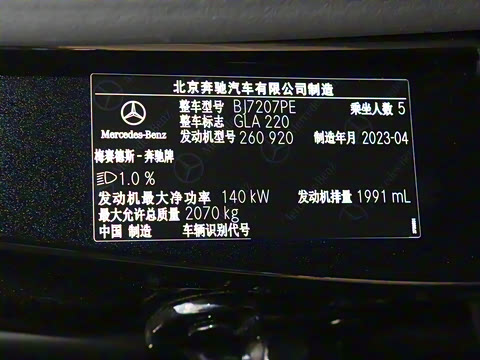 北京奔驰汽车有限公司制造
整车型号 BJ7207PE 乘坐人数 5
整车标志 GLA 220
Mercedes-Benz 发动机型号 260 920 制造年月 2023-04
梅赛德斯-奔驰牌
1.0 %
发动机最大净功率 140 kW 发动机排量 1991 mL
最大允许总质量 2070 kg
中国 制造 车辆识别代号